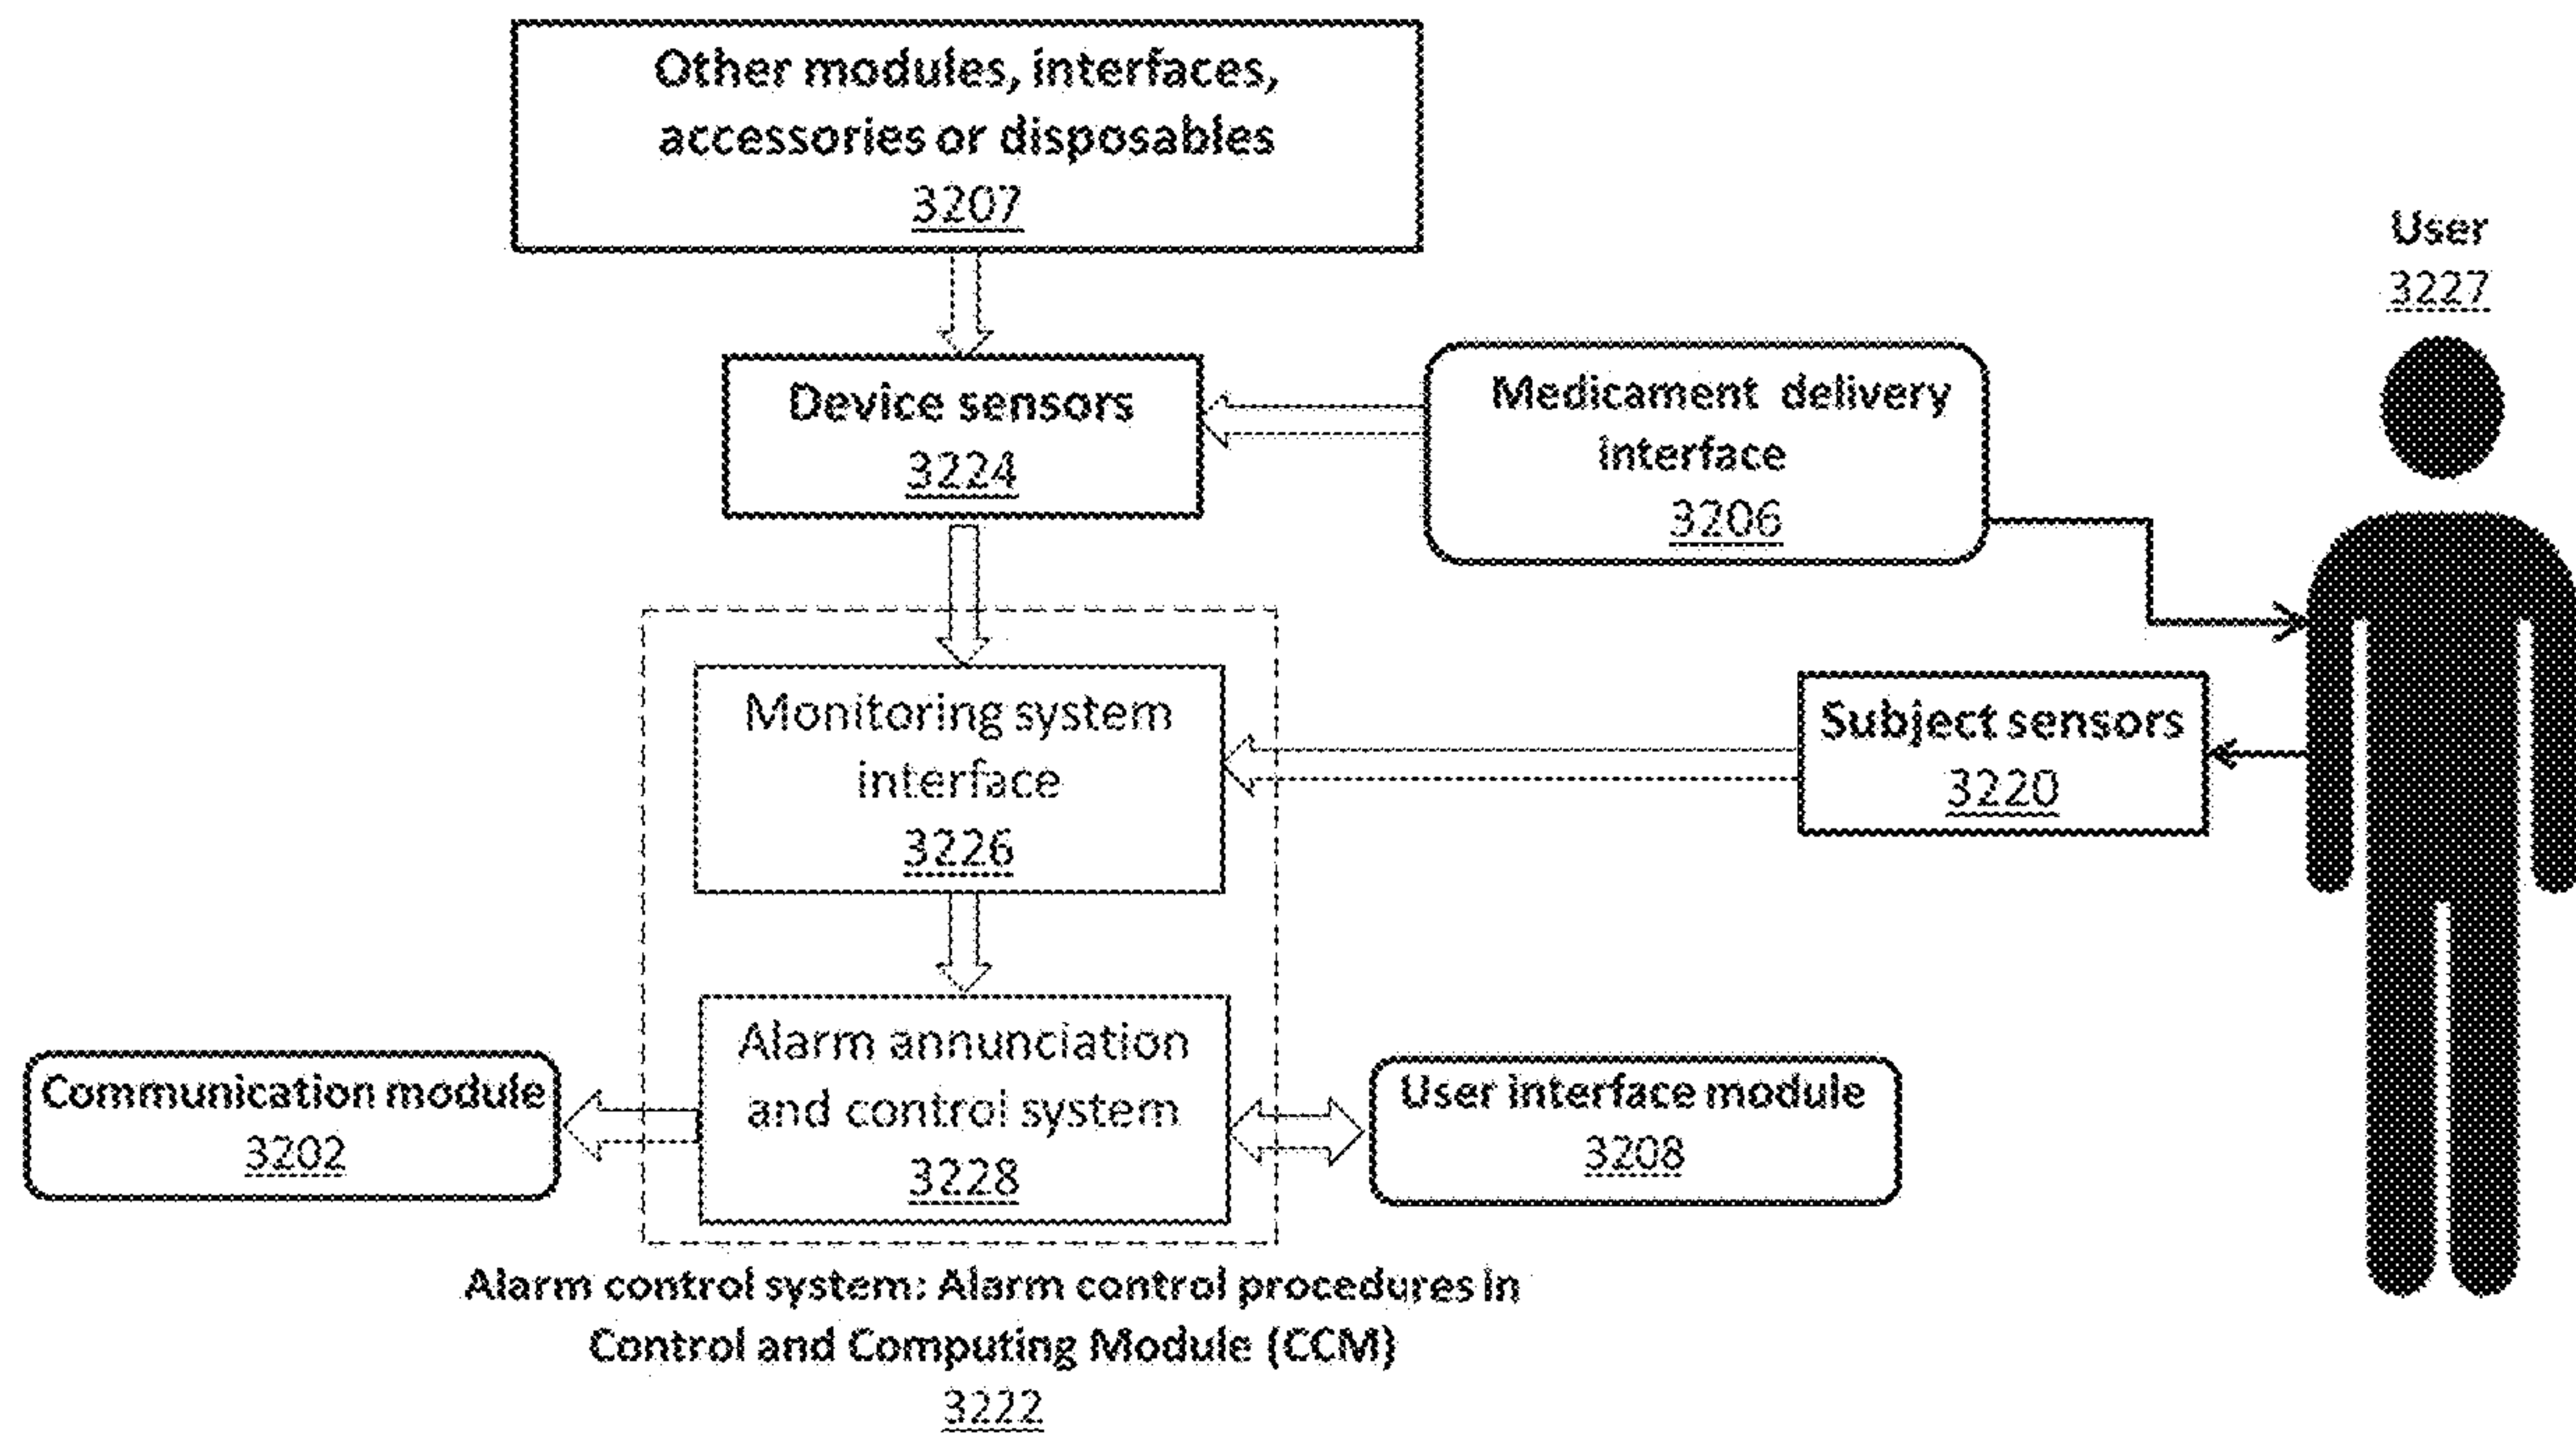 Other modules, interfaces,
accessories or disposables
3207
User
3227
Device sensors
3224
Medicament delivery
interface
3206
Monitoring system
interface
3226
Subject sensors
3220
Alarm annunciation
and control system
3228
Communication module
3202
User interface module
3208
Alarm control system: Alarm control procedures in
Control and Computing Module (CCM)
3222